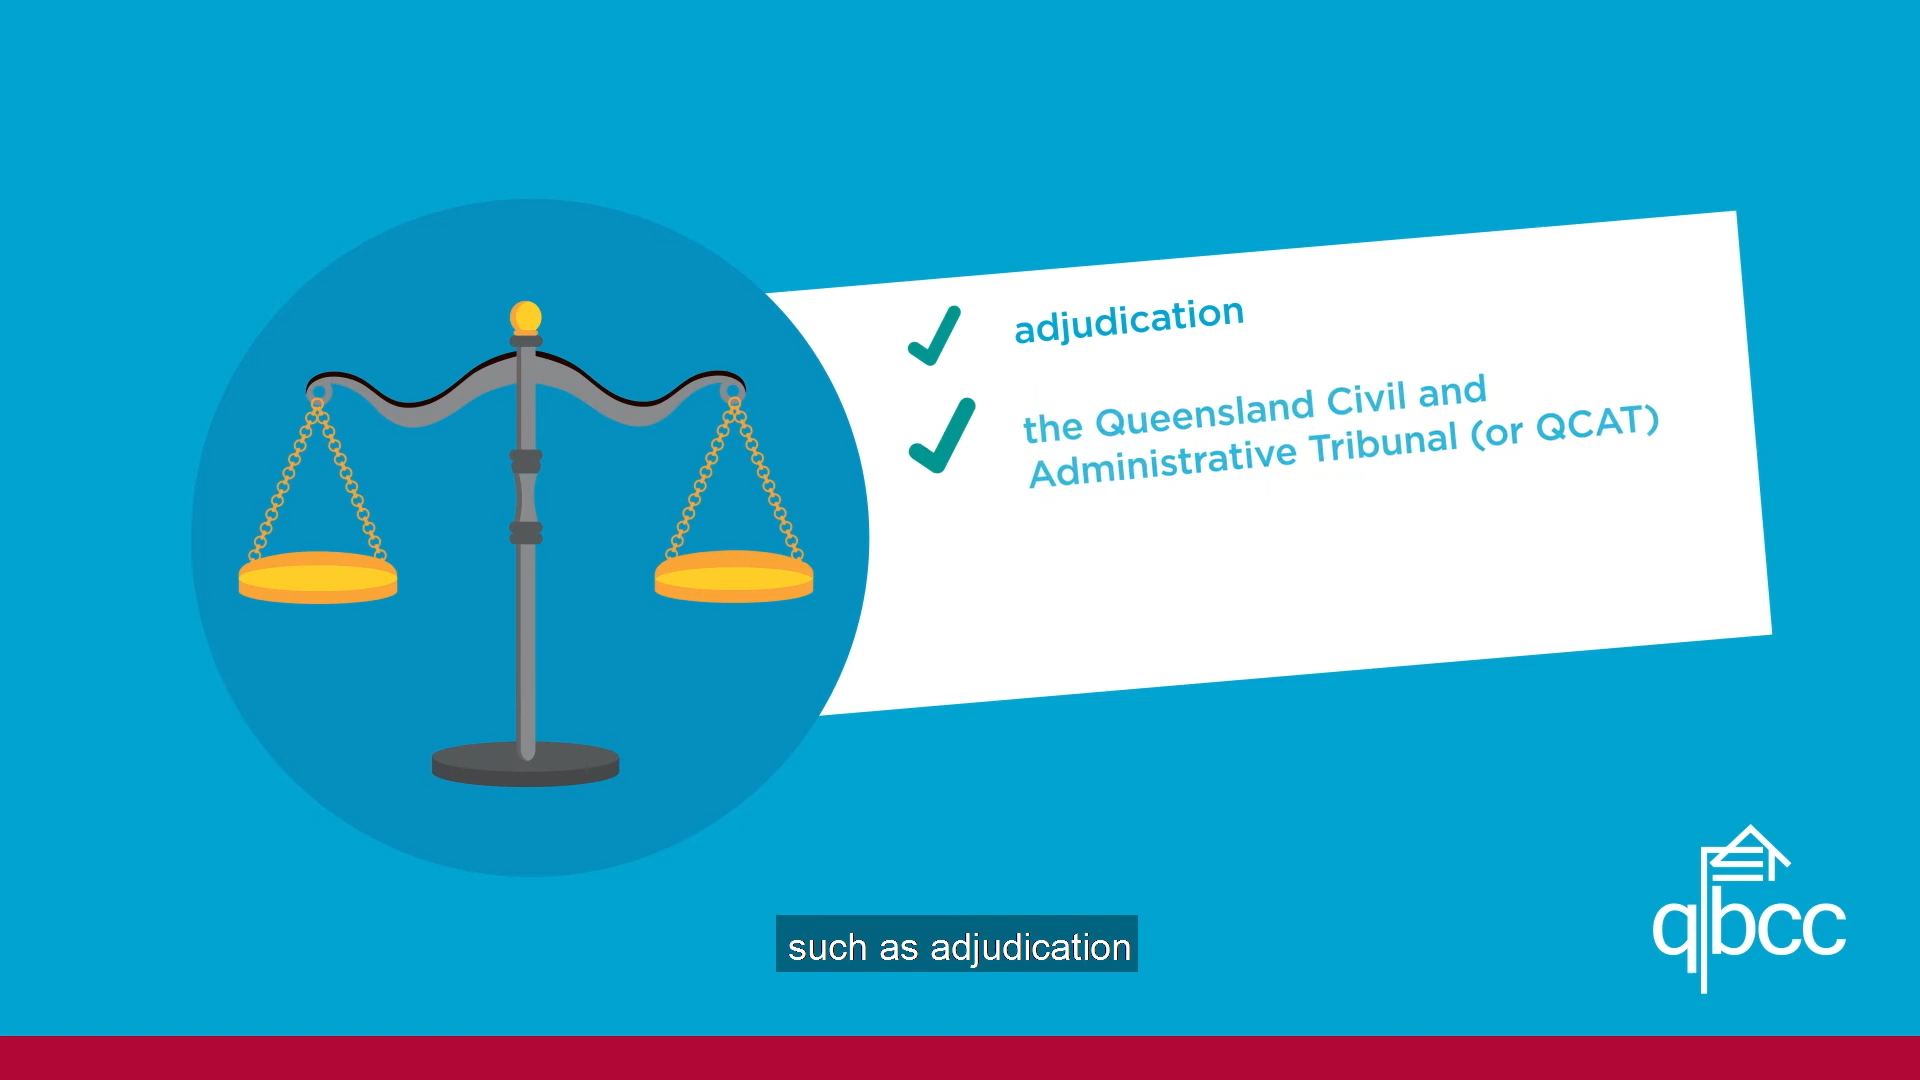 adjudication
the Queensland Civil and
Administrative Tribunal (or QCAT)
such as adjudication
qbcc